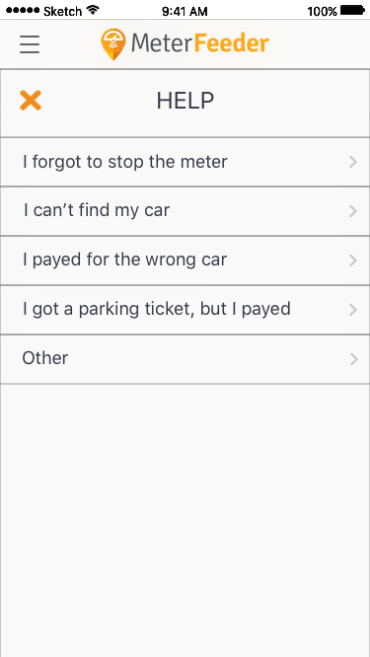 Sketch 9:41 AM 100%
MeterFeeder
HELP
I forgot to stop the meter
I can’t find my car
I payed for the wrong car
I got a parking ticket, but I payed
Other